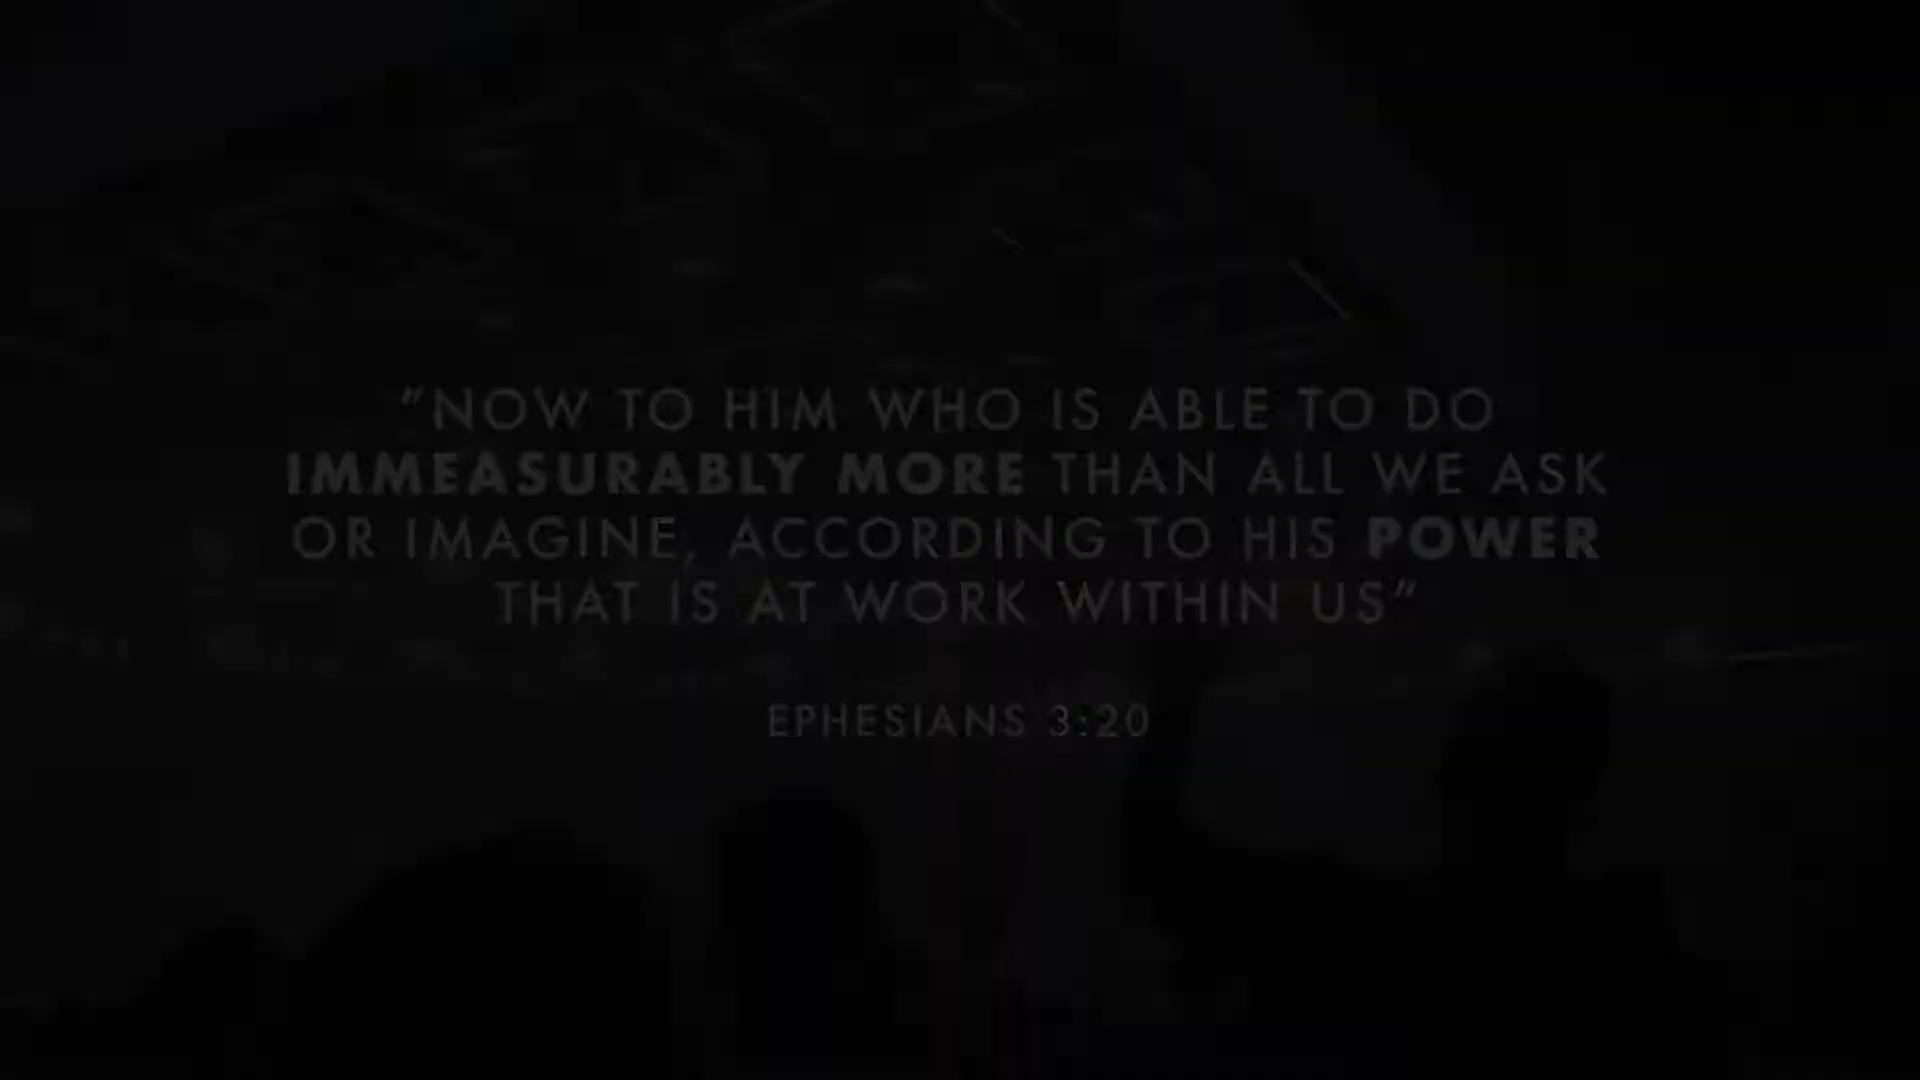 "NOW TO HIM WHO IS ABLE TO DO
IMMEASURABLY MORE THAN ALL WE ASK
OR IMAGINE, ACCORDING TO HIS POWER
THAT IS AT WORK WITHIN US"
EPHESIANS 3:20